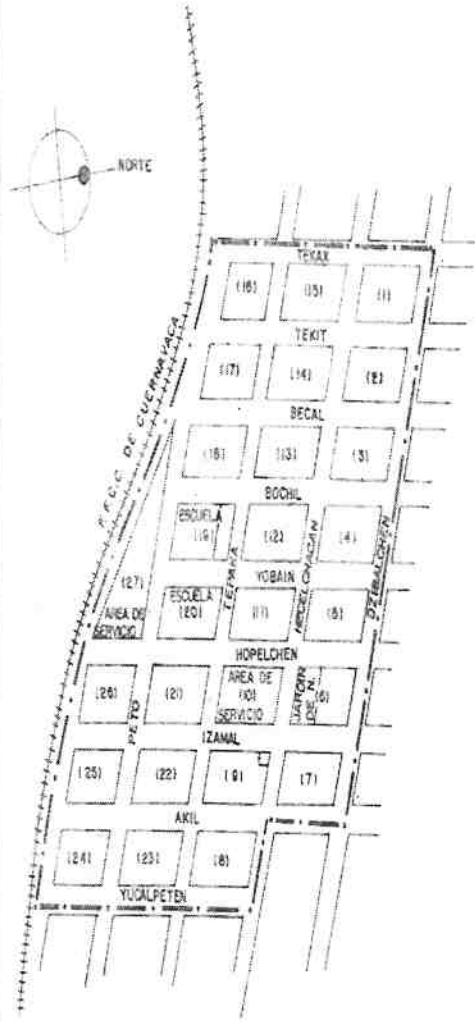 NORTE
TEKAX
(16) (15) (1)
TEKIT
(17) (14) (2)
BECAL
F.F.C.C. DE CUERNAVACA
(18) (13) (3)
BOCHIL
ESCUELA
(19) (12) (4)
TEPAKA
HECELCHACAN
DZIBALCHEN
YOBAIN
(27)
AREA DE
SERVICIO
ESCUELA
(20) (11) (5)
HOPELCHEN
(26) (21)
AREA DE
(10)
SERVICIO
JARDIN
DE N.
(6)
PETO
IZAMAL
(25) (22) (9) (7)
AKIL
(24) (23) (8)
YUCALPETEN